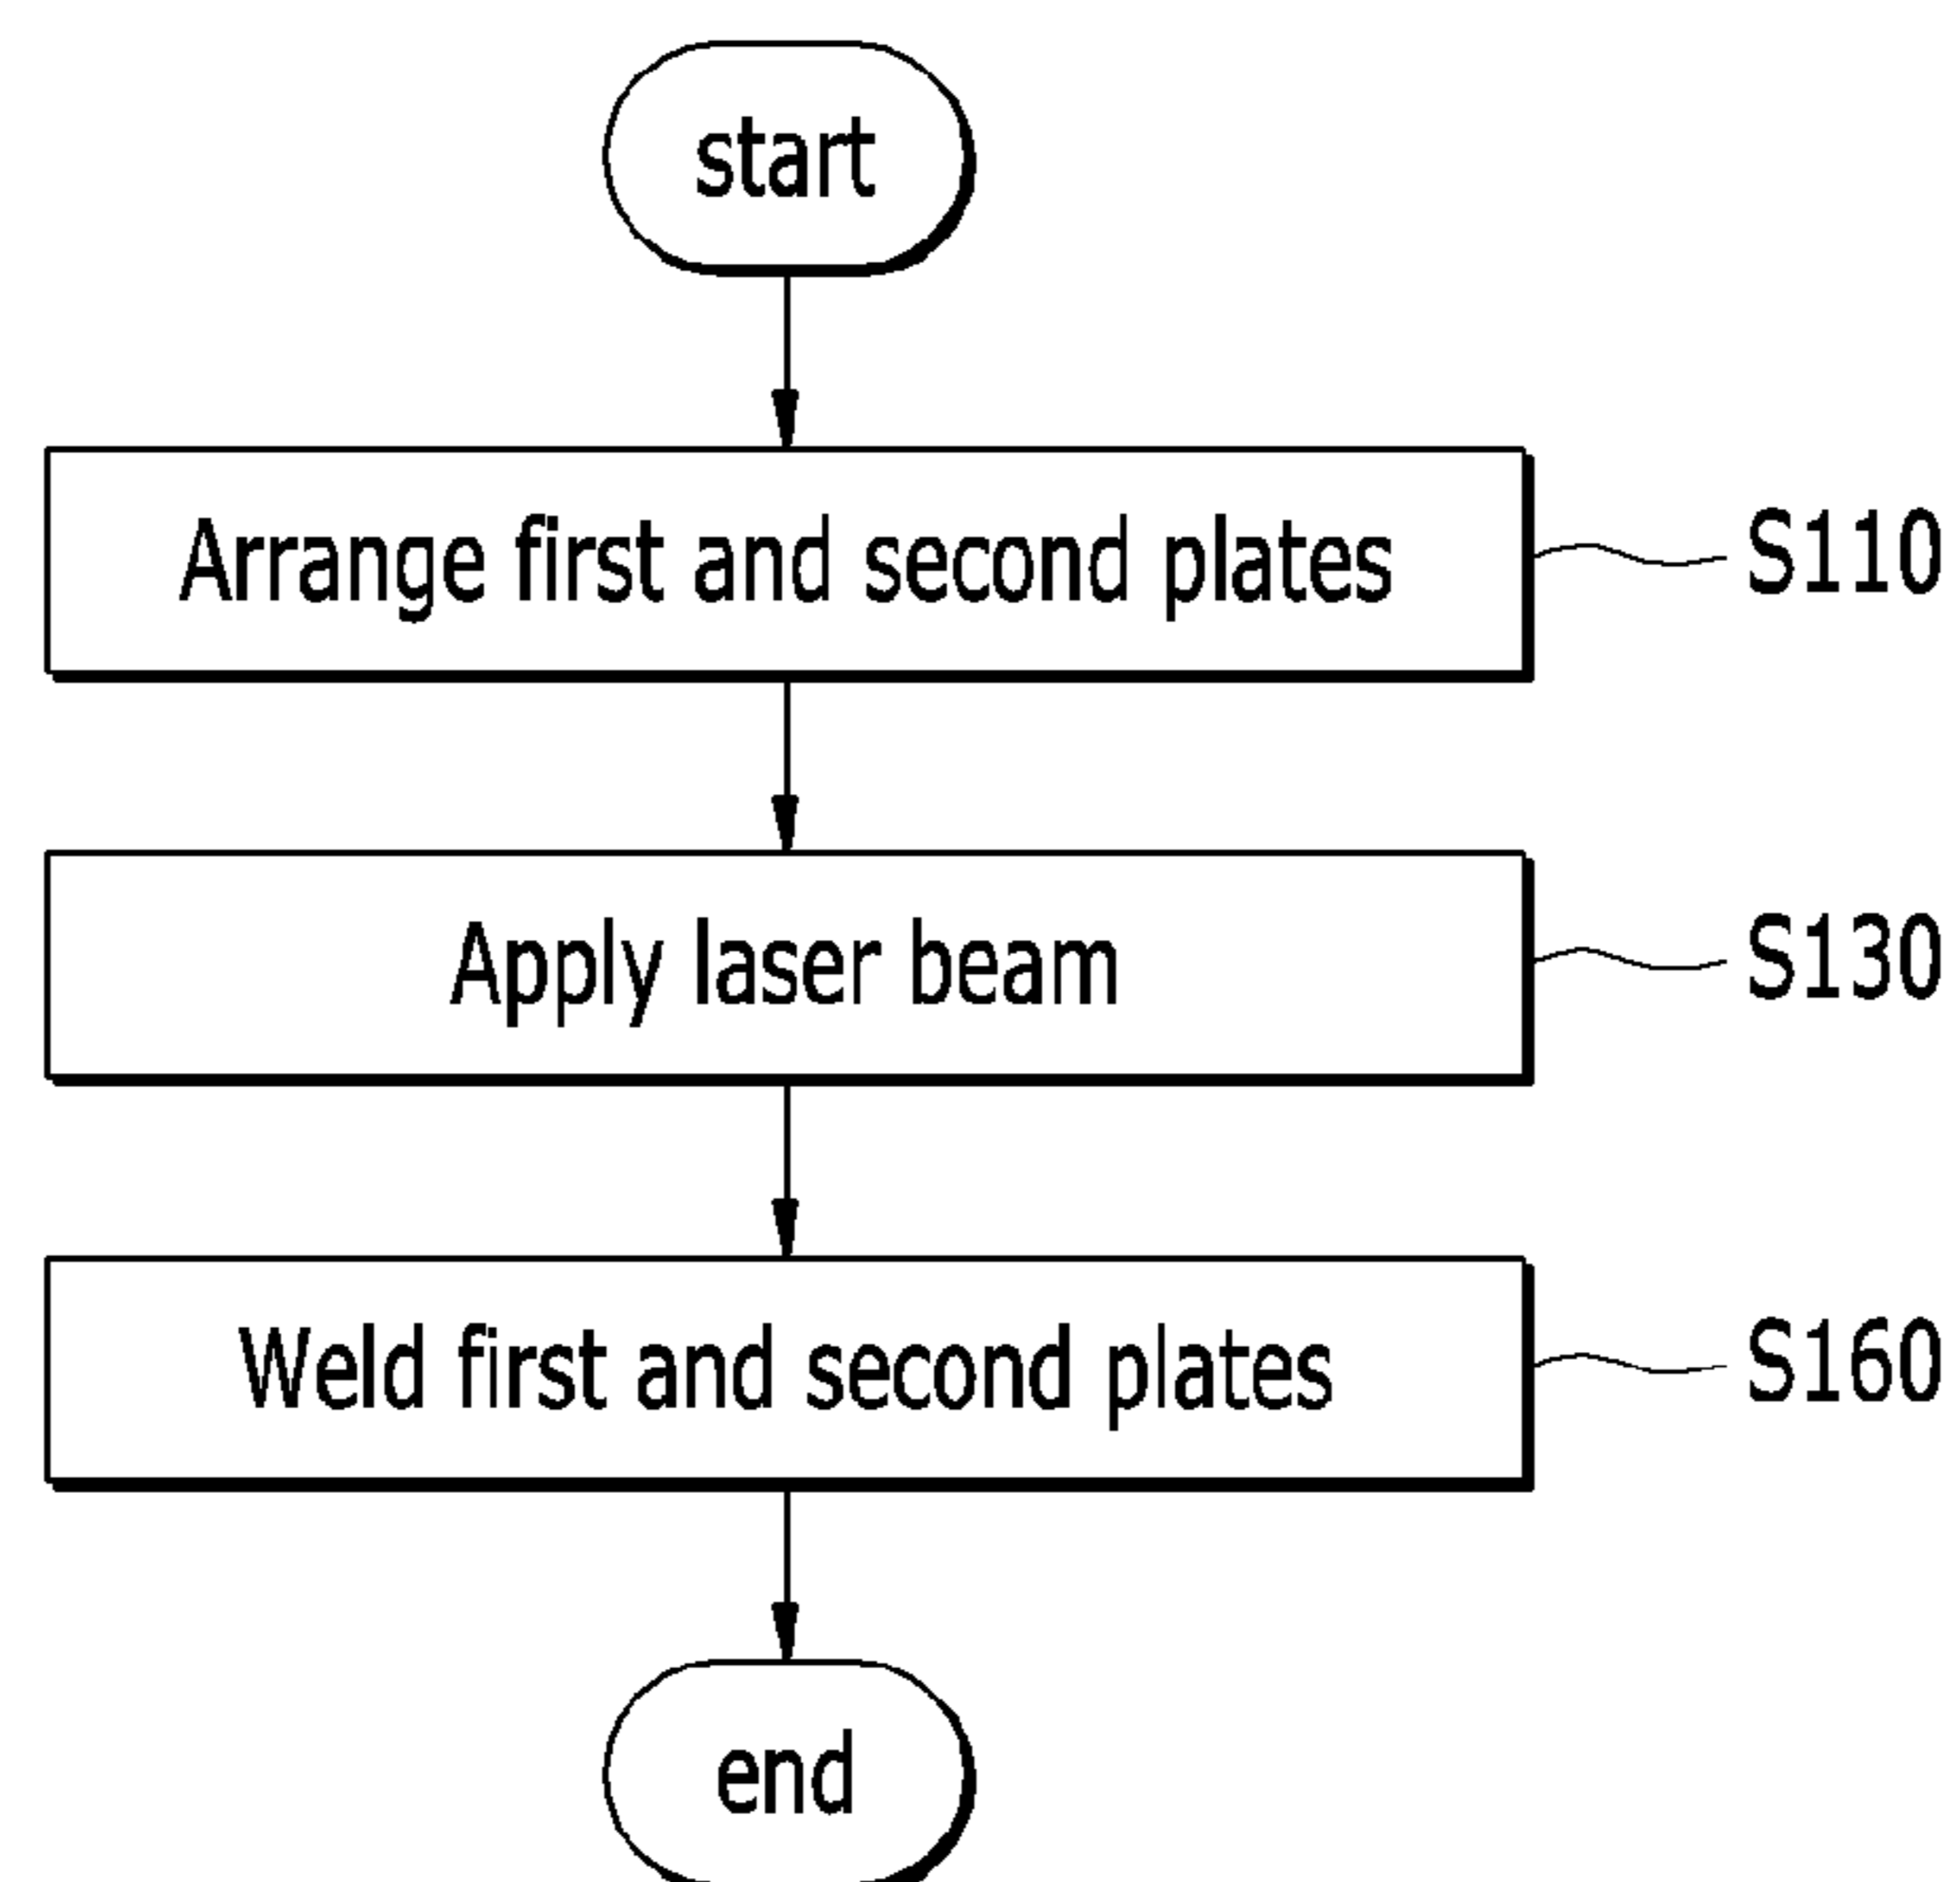 start
Arrange first and second plates
S110
Apply laser beam
S130
Weld first and second plates
S160
end